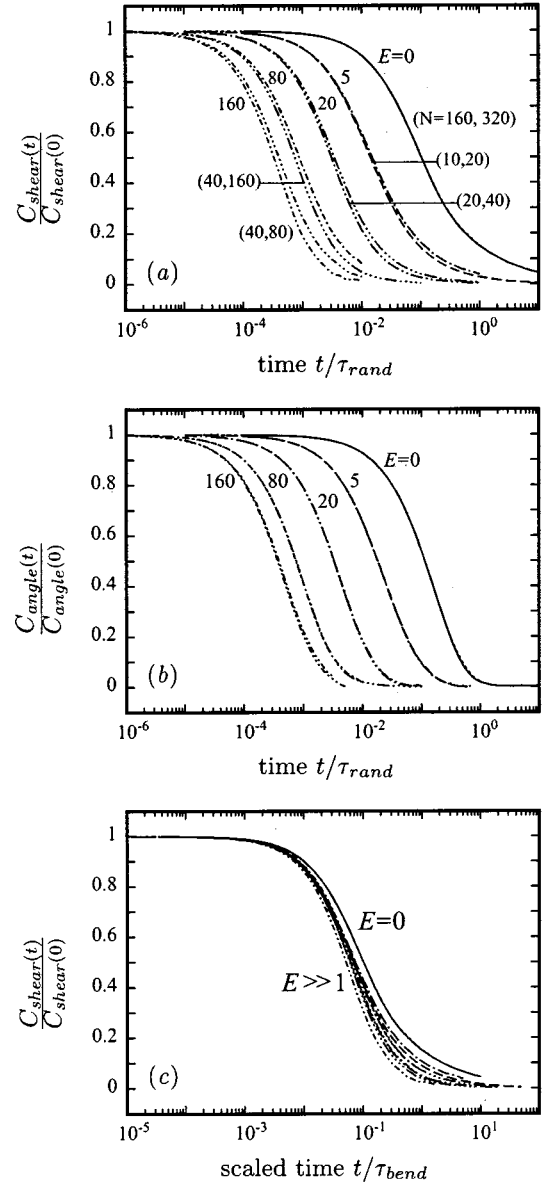 1
0.8
0.6
0.4
0.2
0
C_shear(t)
C_shear(0)
E=0
5
20
80
160
(N=160, 320)
(10,20)
(20,40)
(40,160)
(40,80)
(a)
10^-6 10^-4 10^-2 10^0
time t/τ_rand
1
0.8
0.6
0.4
0.2
0
C_angle(t)
C_angle(0)
E=0
5
20
80
160
(b)
10^-6 10^-4 10^-2 10^0
time t/τ_rand
1
0.8
0.6
0.4
0.2
0
C_shear(t)
C_shear(0)
E=0
E>>1
(c)
10^-5 10^-3 10^-1 10^1
scaled time t/τ_bend